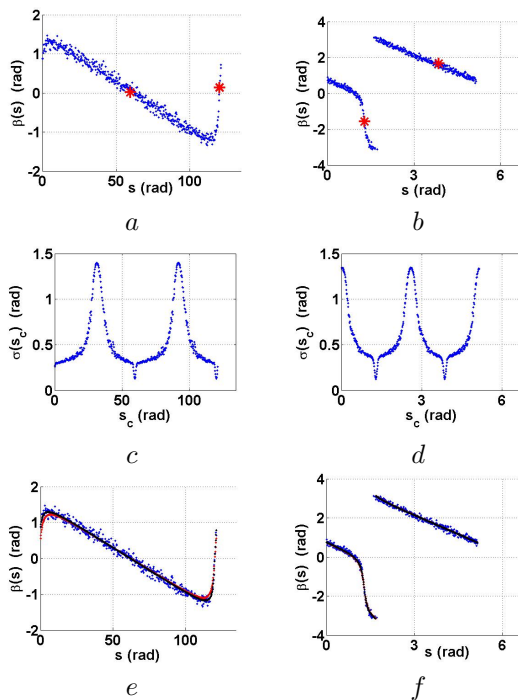 β(s) (rad)
2
1
0
-1
-2
0 50 100
s (rad)
a
β(s) (rad)
4
2
0
-2
-4
0 3 6
s (rad)
b
σ(s_c) (rad)
1.5
1
0.5
0
0 50 100
s_c (rad)
c
σ(s_c) (rad)
1.5
1
0.5
0
0 3 6
s_c (rad)
d
β(s) (rad)
2
1
0
-1
-2
0 50 100
s (rad)
e
β(s) (rad)
4
2
0
-2
-4
0 3 6
s (rad)
f